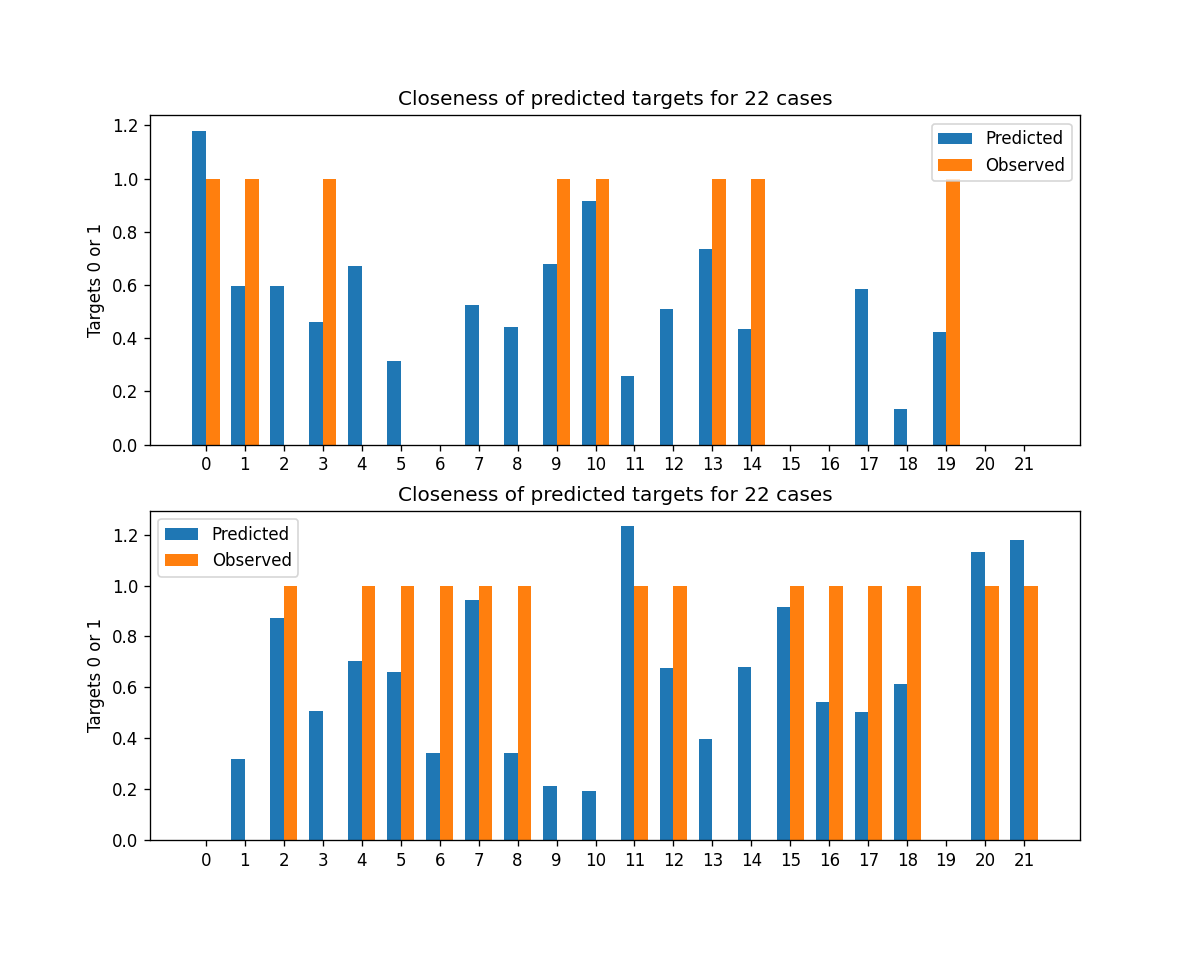 Closeness of predicted targets for 22 cases
1.2
1.0
0.8
0.6
0.4
0.2
0.0
Targets 0 or 1
Predicted
Observed
0 1 2 3 4 5 6 7 8 9 10 11 12 13 14 15 16 17 18 19 20 21
Closeness of predicted targets for 22 cases
1.2
1.0
0.8
0.6
0.4
0.2
0.0
Targets 0 or 1
Predicted
Observed
0 1 2 3 4 5 6 7 8 9 10 11 12 13 14 15 16 17 18 19 20 21